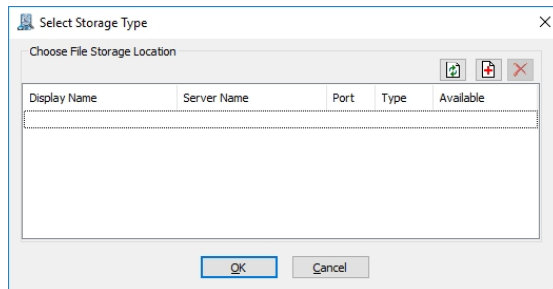 Select Storage Type
Choose File Storage Location
Display Name Server Name Port Type Available
OK Cancel